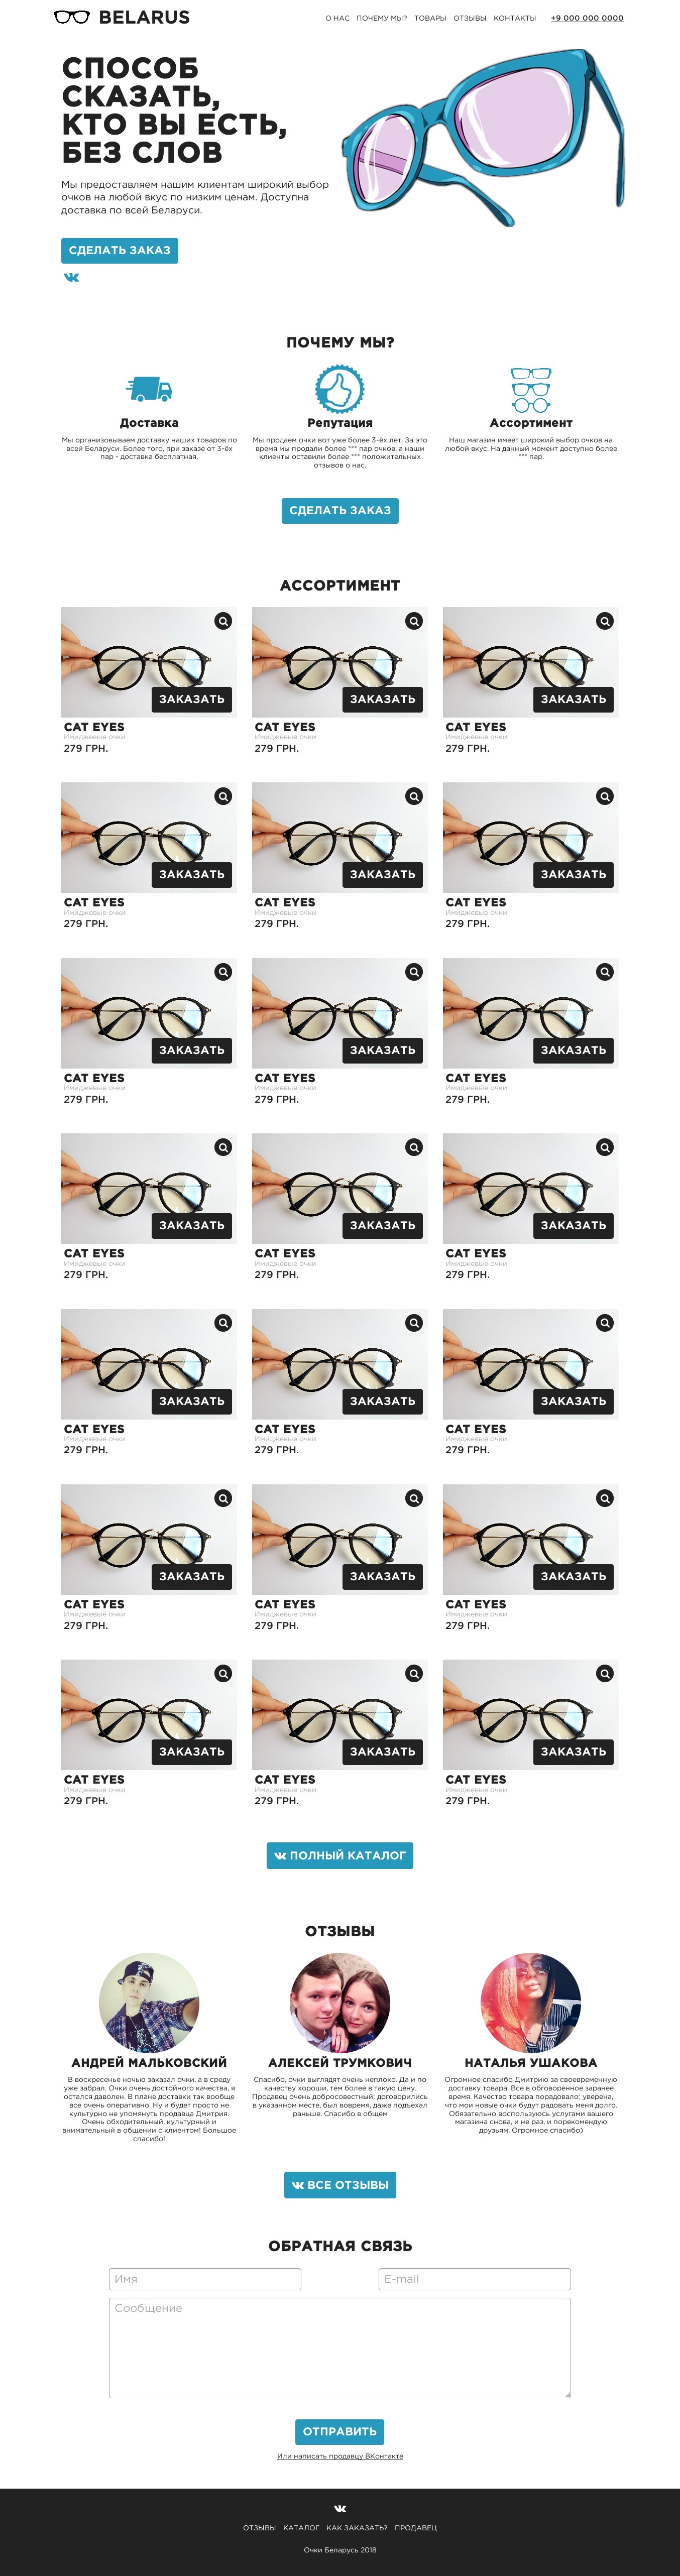 BELARUS
О НАС ПОЧЕМУ МЫ? ТОВАРЫ ОТЗЫВЫ КОНТАКТЫ +9 000 000 0000
СПОСОБ
СКАЗАТЬ,
КТО ВЫ ЕСТЬ,
БЕЗ СЛОВ
Мы предоставляем нашим клиентам широкий выбор
очков на любой вкус по низким ценам. Доступна
доставка по всей Беларуси.
СДЕЛАТЬ ЗАКАЗ
ПОЧЕМУ МЫ?
Доставка
Мы организовываем доставку наших товаров по
всей Беларуси. Более того, при заказе от 3-ёх
пар - доставка бесплатная.
Репутация
Мы продаем очки вот уже более 3-ёх лет. За это
время мы продали более *** пар очков, а наши
клиенты оставили более *** положительных
отзывов о нас.
Ассортимент
Наш магазин имеет широкий выбор очков на
любой вкус. На данный момент доступно более
*** пар.
СДЕЛАТЬ ЗАКАЗ
АССОРТИМЕНТ
ЗАКАЗАТЬ ЗАКАЗАТЬ ЗАКАЗАТЬ
CAT EYES CAT EYES CAT EYES
Имиджевые очки Имиджевые очки Имиджевые очки
279 ГРН. 279 ГРН. 279 ГРН.
ЗАКАЗАТЬ ЗАКАЗАТЬ ЗАКАЗАТЬ
CAT EYES CAT EYES CAT EYES
Имиджевые очки Имиджевые очки Имиджевые очки
279 ГРН. 279 ГРН. 279 ГРН.
ЗАКАЗАТЬ ЗАКАЗАТЬ ЗАКАЗАТЬ
CAT EYES CAT EYES CAT EYES
Имиджевые очки Имиджевые очки Имиджевые очки
279 ГРН. 279 ГРН. 279 ГРН.
ЗАКАЗАТЬ ЗАКАЗАТЬ ЗАКАЗАТЬ
CAT EYES CAT EYES CAT EYES
Имиджевые очки Имиджевые очки Имиджевые очки
279 ГРН. 279 ГРН. 279 ГРН.
ЗАКАЗАТЬ ЗАКАЗАТЬ ЗАКАЗАТЬ
CAT EYES CAT EYES CAT EYES
Имиджевые очки Имиджевые очки Имиджевые очки
279 ГРН. 279 ГРН. 279 ГРН.
ЗАКАЗАТЬ ЗАКАЗАТЬ ЗАКАЗАТЬ
CAT EYES CAT EYES CAT EYES
Имиджевые очки Имиджевые очки Имиджевые очки
279 ГРН. 279 ГРН. 279 ГРН.
ЗАКАЗАТЬ ЗАКАЗАТЬ ЗАКАЗАТЬ
CAT EYES CAT EYES CAT EYES
Имиджевые очки Имиджевые очки Имиджевые очки
279 ГРН. 279 ГРН. 279 ГРН.
ПОЛНЫЙ КАТАЛОГ
ОТЗЫВЫ
АНДРЕЙ МАЛЬКОВСКИЙ
В воскресенье ночью заказал очки, а в среду
уже забрал. Очки очень достойного качества, я
остался даволен. В плане доставки так вообще
все очень оперативно. Ну и будет просто не
культурно не упомянуть продавца Дмитрия.
Очень обходительный, культурный и
внимательный в общении с клиентом! Большое
спасибо!
АЛЕКСЕЙ ТРУМКОВИЧ
Спасибо, очки выглядят очень неплохо. Да и по
качеству хороши, тем более в такую цену.
Продавец очень добросовестный: договорились
в указанном месте, был вовремя, даже подъехал
раньше. Спасибо в общем
НАТАЛЬЯ УШАКОВА
Огромное спасибо Дмитрию за своевременную
доставку товара. Все в обговоренное заранее
время. Качество товара порадовало: уверена,
что мои новые очки будут радовать меня долго.
Обязательно воспользуюсь услугами вашего
магазина снова, и не раз, и порекомендую
друзьям. Огромное спасибо)
ВСЕ ОТЗЫВЫ
ОБРАТНАЯ СВЯЗЬ
Имя E-mail
Сообщение
ОТПРАВИТЬ
Или написать продавцу ВКонтакте
ОТЗЫВЫ КАТАЛОГ КАК ЗАКАЗАТЬ? ПРОДАВЕЦ
Очки Беларусь 2018